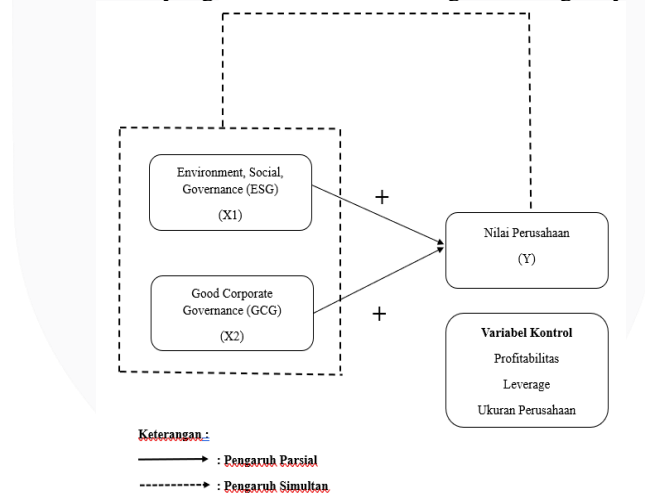 Environment, Social,
Governance (ESG)
(X1)
+
Nilai Perusahaan
(Y)
Good Corporate
Governance (GCG)
(X2)
+
Variabel Kontrol
Profitabilitas
Leverage
Ukuran Perusahaan
Keterangan :
: Pengaruh Parsial
: Pengaruh Simultan